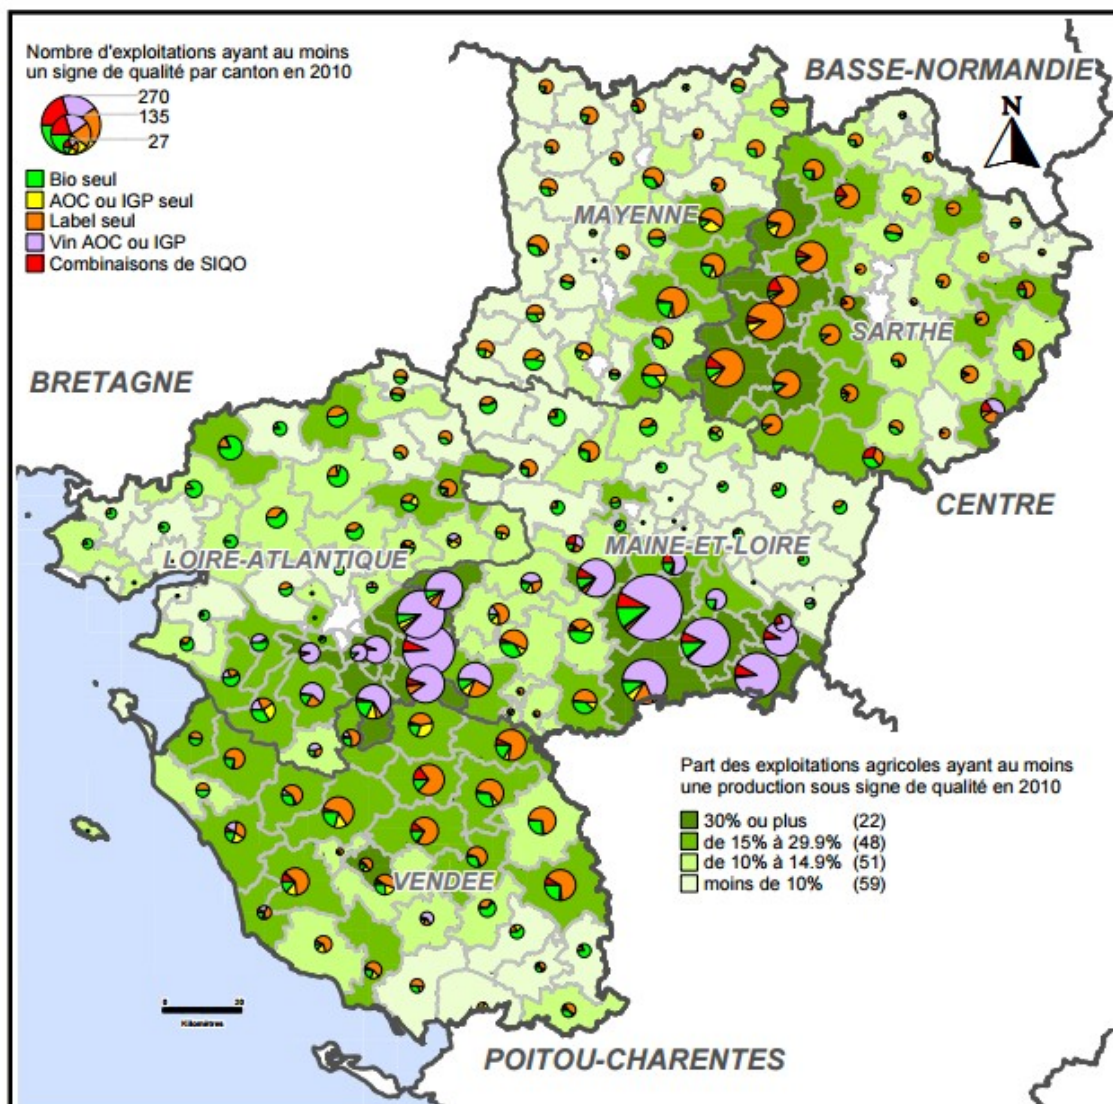 Nombre d'exploitations ayant au moins
un signe de qualité par canton en 2010
270
135
27
Bio seul
AOC ou IGP seul
Label seul
Vin AOC ou IGP
Combinaisons de SIQO
BASSE-NORMANDIE
N
MAYENNE
SARTHE
BRETAGNE
CENTRE
LOIRE-ATLANTIQUE
MAINE-ET-LOIRE
Part des exploitations agricoles ayant au moins
une production sous signe de qualité en 2010
30% ou plus (22)
de 15% à 29.9% (48)
de 10% à 14.9% (51)
moins de 10% (59)
VENDEE
0 20
Kilomètres
POITOU-CHARENTES